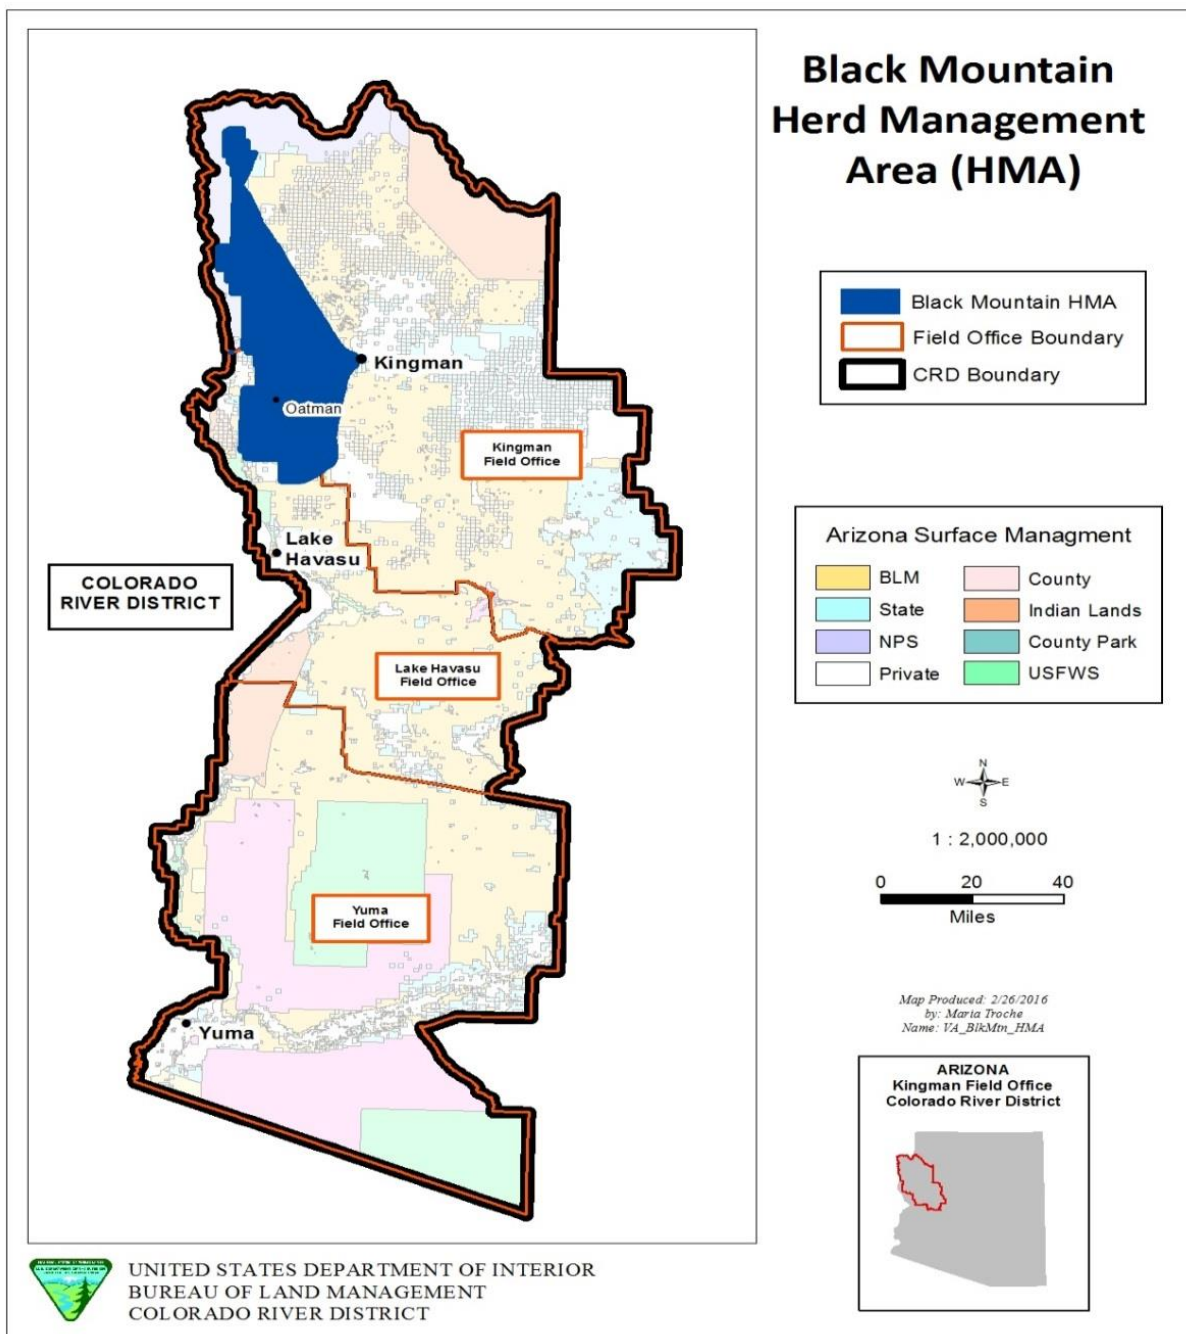 Black Mountain
Herd Management
Area (HMA)
Black Mountain HMA
Field Office Boundary
CRD Boundary
Kingman
Oatman
Kingman
Field Office
Lake
Havasu
COLORADO
RIVER DISTRICT
Lake Havasu
Field Office
Yuma
Field Office
Yuma
Arizona Surface Managment
BLM
County
State
Indian Lands
NPS
County Park
Private
USFWS
N
W E
S
1 : 2,000,000
0 20 40
Miles
Map Produced: 2/26/2016
by: Maria Troche
Name: VA_BlkMtn_HMA
ARIZONA
Kingman Field Office
Colorado River District
UNITED STATES DEPARTMENT OF INTERIOR
BUREAU OF LAND MANAGEMENT
COLORADO RIVER DISTRICT